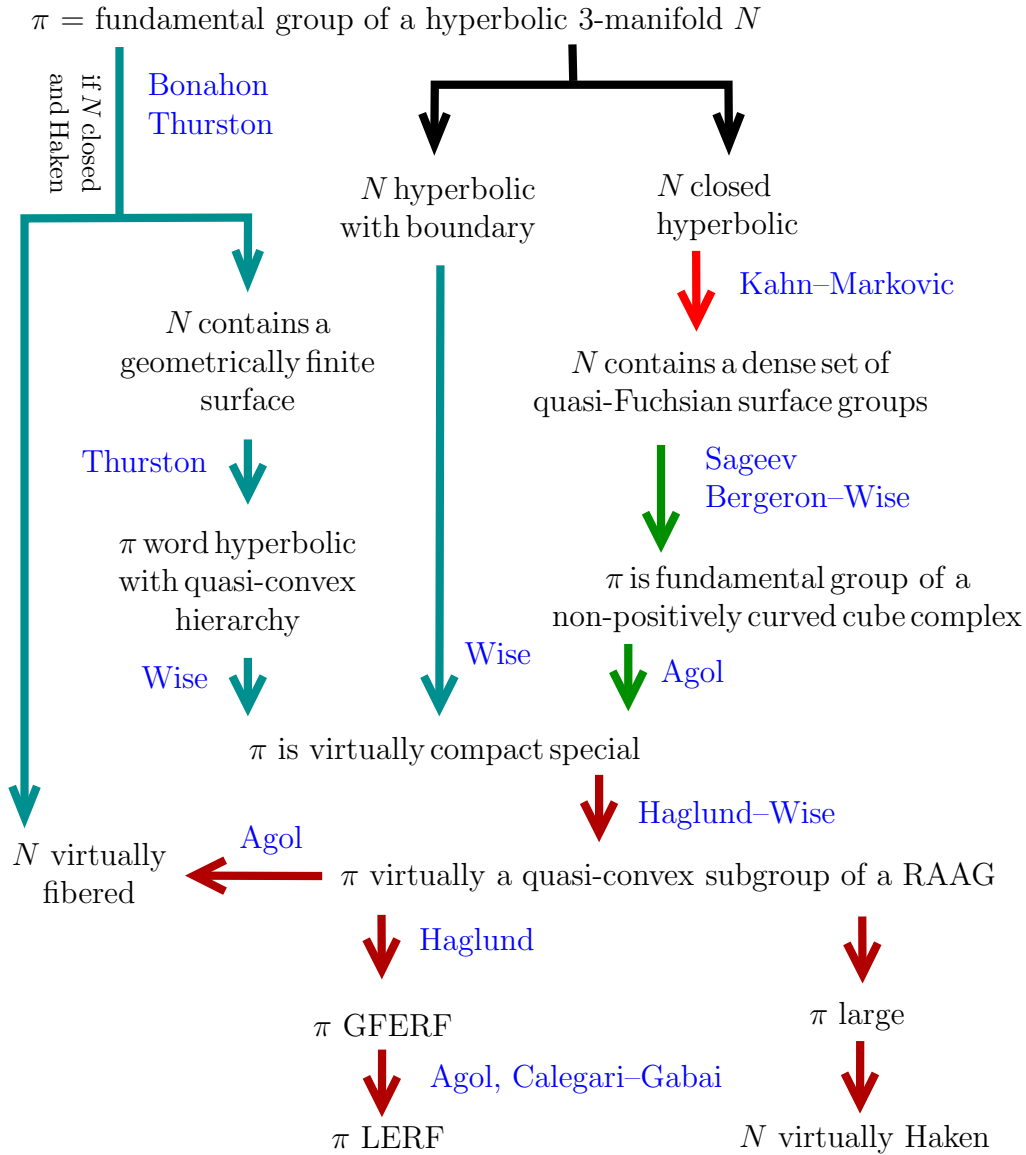 π = fundamental group of a hyperbolic 3-manifold N
if N closed
and Haken
Bonahon
Thurston
N hyperbolic
with boundary
N closed
hyperbolic
Kahn–Markovic
N contains a
geometrically finite
surface
N contains a dense set of
quasi-Fuchsian surface groups
Thurston
Sageev
Bergeron–Wise
π word hyperbolic
with quasi-convex
hierarchy
π is fundamental group of a
non-positively curved cube complex
Wise
Wise
Agol
π is virtually compact special
Haglund–Wise
N virtually
fibered
Agol
π virtually a quasi-convex subgroup of a RAAG
Haglund
π GFERF
π large
Agol, Calegari–Gabai
π LERF
N virtually Haken